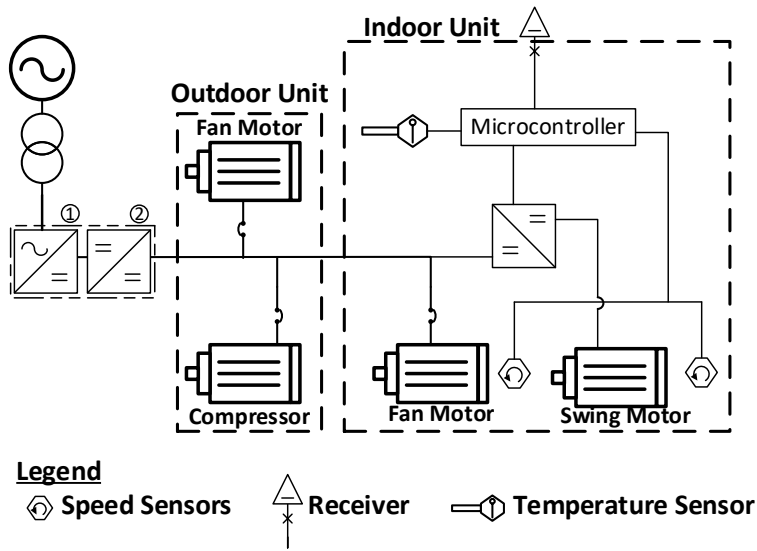 Indoor Unit
Outdoor Unit
Fan Motor
Microcontroller
① ②
Compressor
Fan Motor
Swing Motor
Legend
Speed Sensors Receiver Temperature Sensor